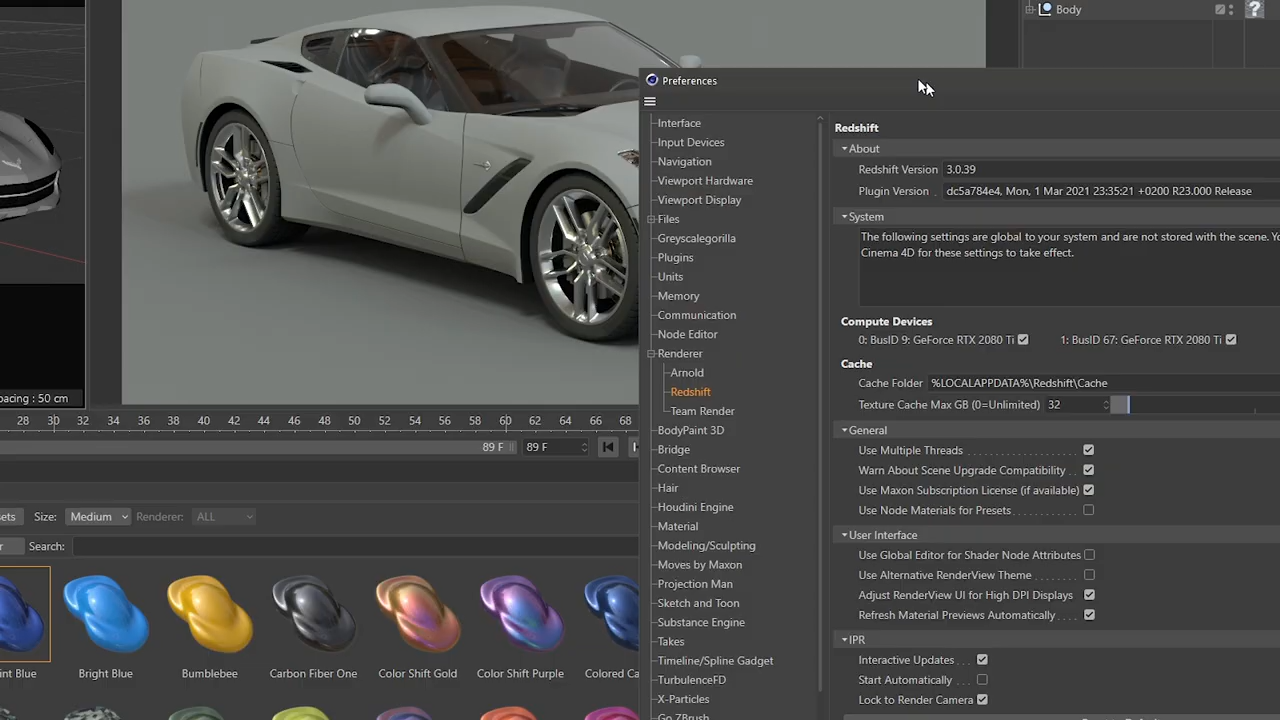 Body
Preferences
Interface
Input Devices
Navigation
Viewport Hardware
Viewport Display
Files
Greyscalegorilla
Plugins
Units
Memory
Communication
Node Editor
Renderer
Arnold
Redshift
Team Render
BodyPaint 3D
Bridge
Content Browser
Hair
Houdini Engine
Material
Modeling/Sculpting
Moves by Maxon
Projection Man
Sketch and Toon
Substance Engine
Takes
Timeline/Spline Gadget
TurbulenceFD
X-Particles
Go ZBrush
Redshift
About
Redshift Version 3.0.39
Plugin Version . dc5a784e4, Mon, 1 Mar 2021 23:35:21 +0200 R23.000 Release
System
The following settings are global to your system and are not stored with the scene.
Cinema 4D for these settings to take effect.
Compute Devices
0: BusID 9: GeForce RTX 2080 Ti 1: BusID 67: GeForce RTX 2080 Ti
Cache
Cache Folder %LOCALAPPDATA%\Redshift\Cache
Texture Cache Max GB (0=Unlimited) 32
General
Use Multiple Threads
Warn About Scene Upgrade Compatibility
Use Maxon Subscription License (if available)
Use Node Materials for Presets
User Interface
Use Global Editor for Shader Node Attributes
Use Alternative RenderView Theme
Adjust RenderView UI for High DPI Displays
Refresh Material Previews Automatically
IPR
Interactive Updates
Start Automatically
Lock to Render Camera
pacing : 50 cm
28 30 32 34 36 38 40 42 44 46 48 50 52 54 56 58 60 62 64 66 68
89 F 89 F
sets Size: Medium Renderer: ALL
r Search:
int Blue Bright Blue Bumblebee Carbon Fiber One Color Shift Gold Color Shift Purple Colored Ca